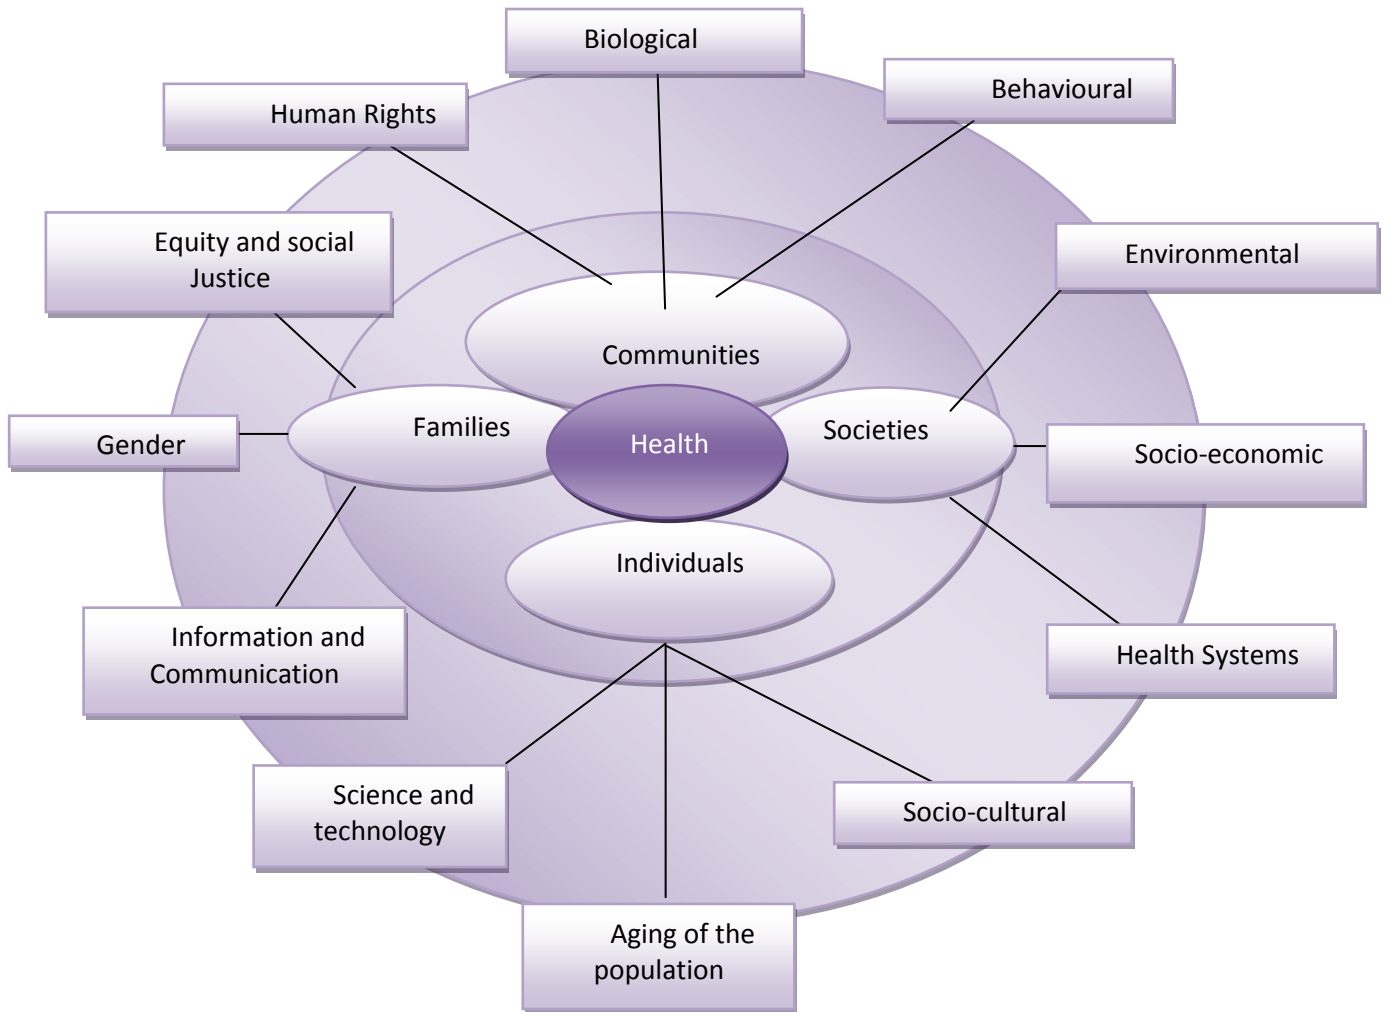 Biological
Behavioural
Human Rights
Equity and social
Justice
Environmental
Communities
Families
Health
Societies
Gender
Socio-economic
Individuals
Information and
Communication
Health Systems
Science and
technology
Socio-cultural
Aging of the
population